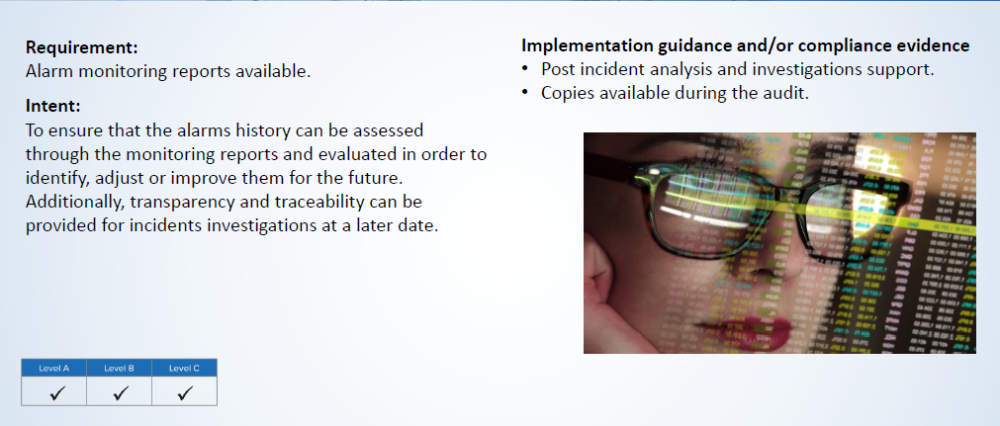 Requirement:
Alarm monitoring reports available.
Intent:
To ensure that the alarms history can be assessed
through the monitoring reports and evaluated in order to
identify, adjust or improve them for the future.
Additionally, transparency and traceability can be
provided for incidents investigations at a later date.
Level A Level B Level C
✓ ✓ ✓
Implementation guidance and/or compliance evidence
• Post incident analysis and investigations support.
• Copies available during the audit.